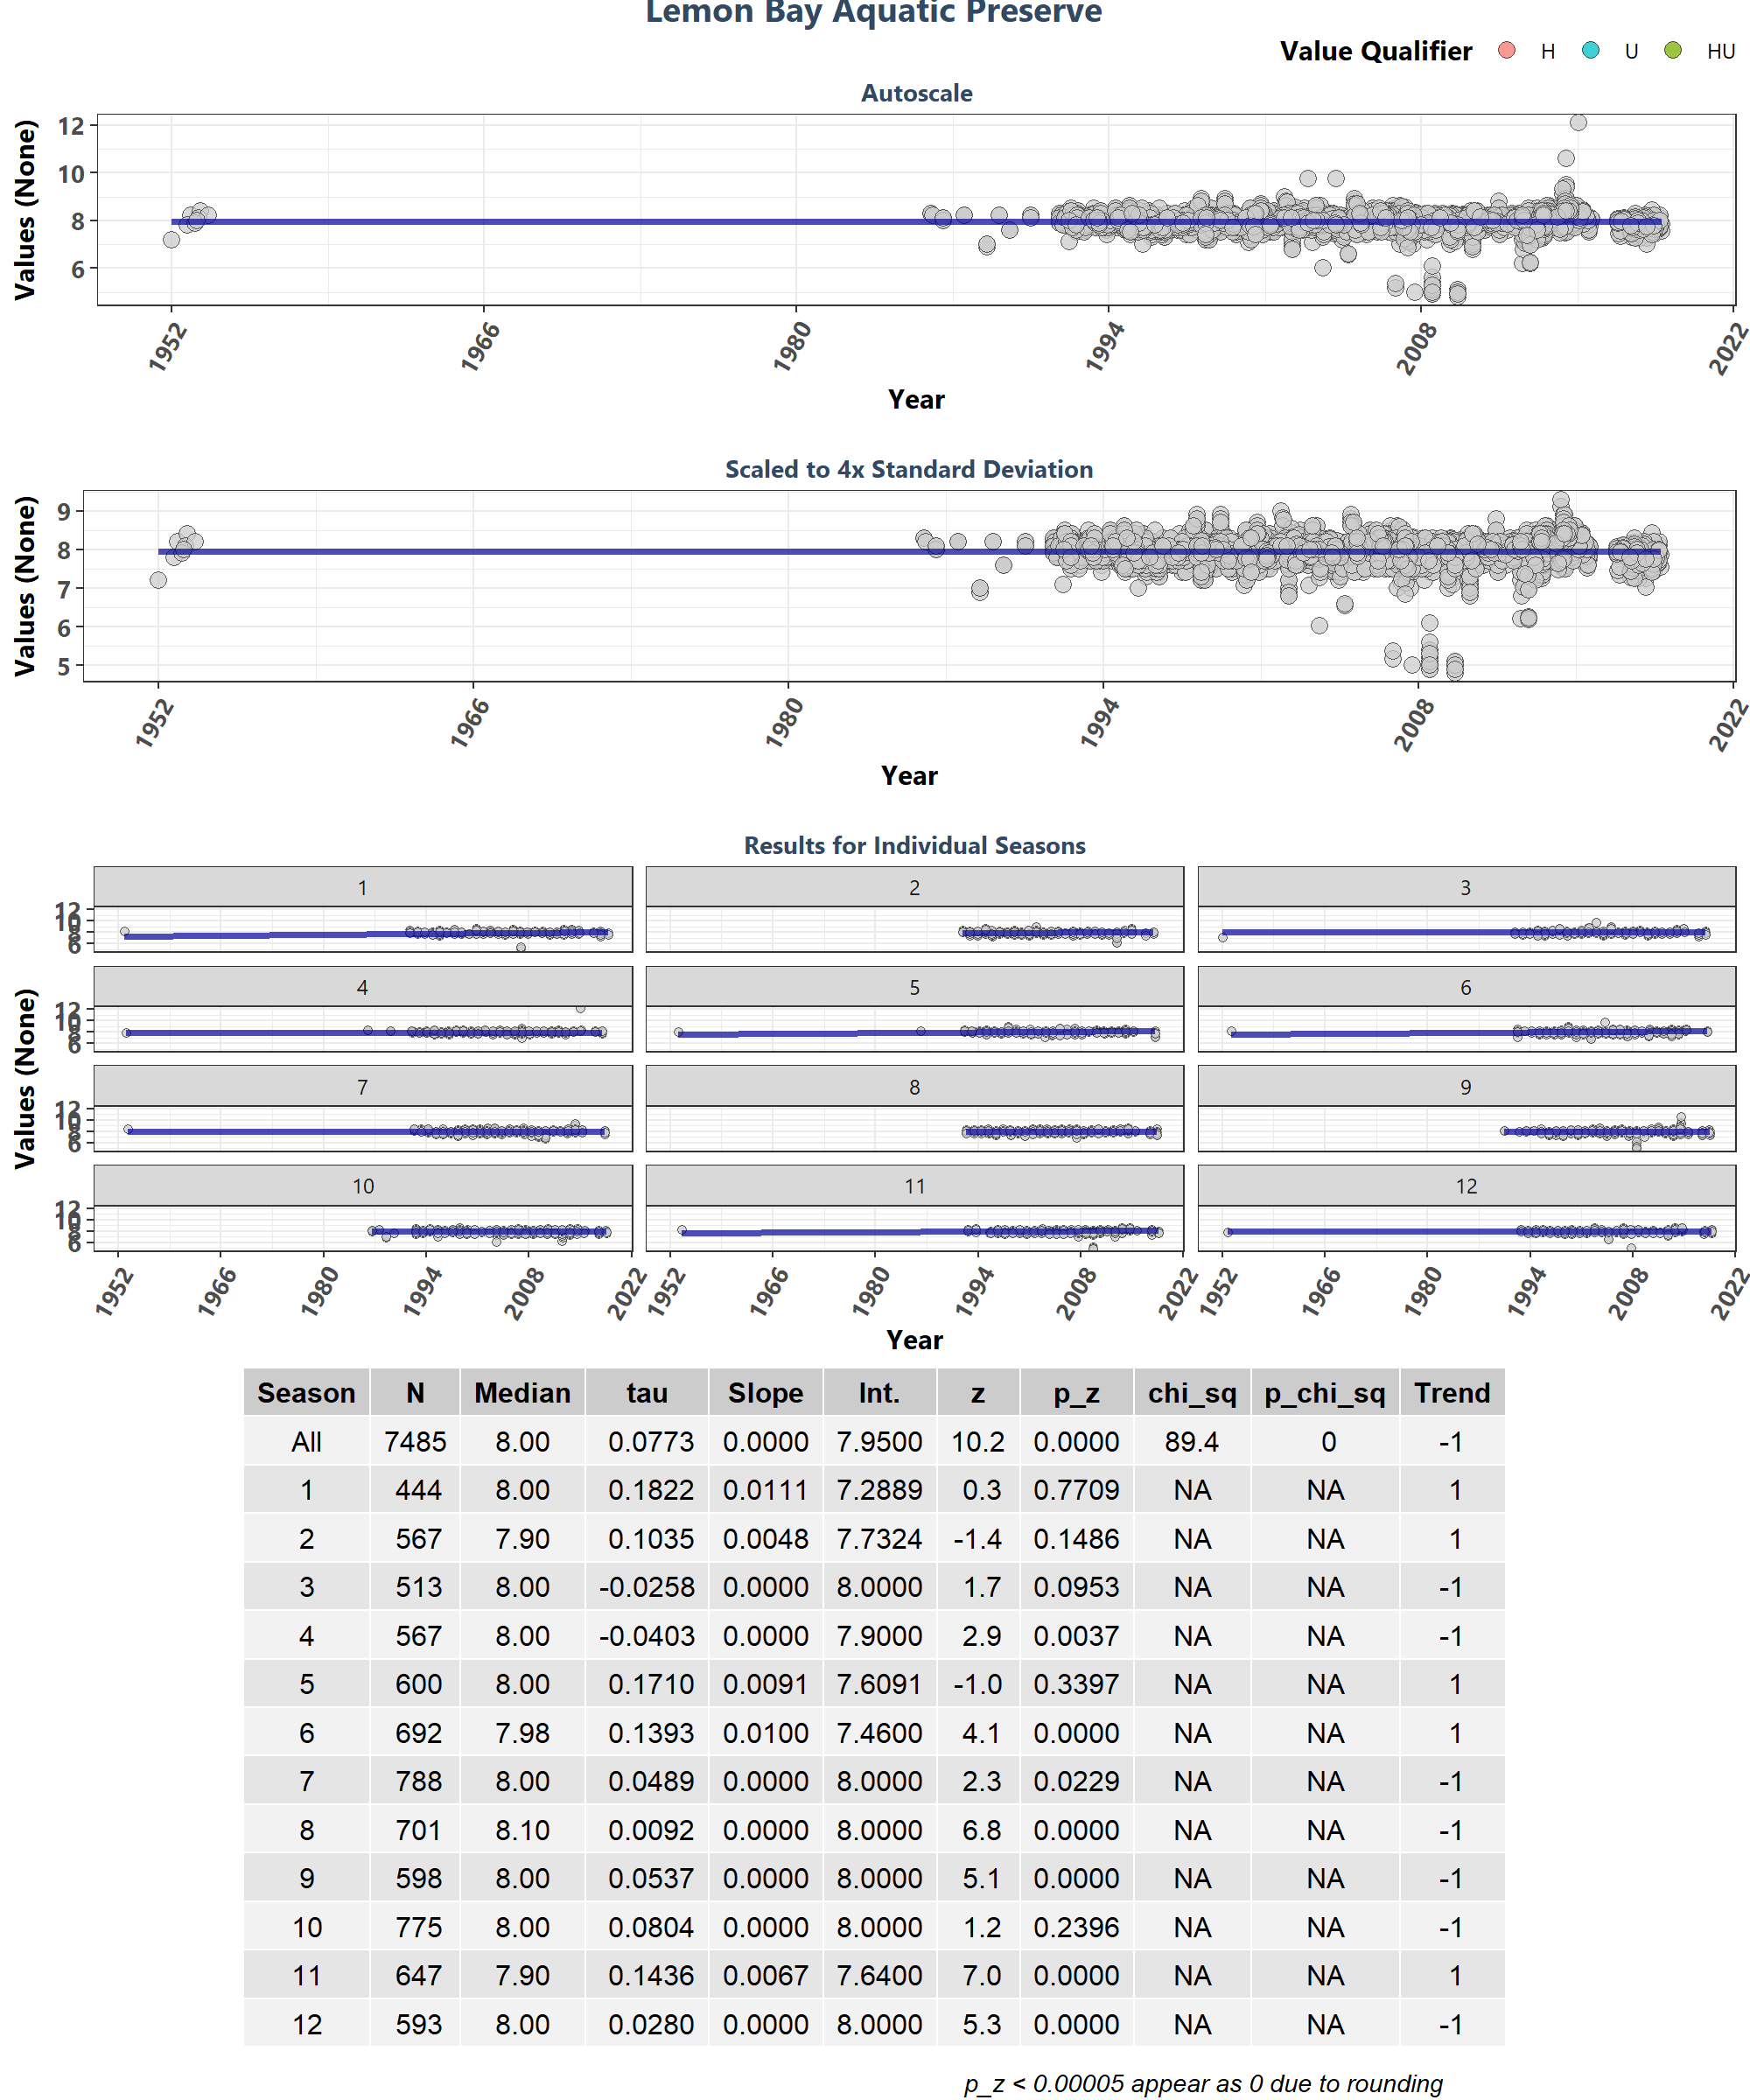 Lemon Bay Aquatic Preserve
Value Qualifier H U HU
Autoscale
Values (None)
12
10
8
6
1952 1966 1980 1994 2008 2022
Year
Scaled to 4x Standard Deviation
Values (None)
9
8
7
6
5
1952 1966 1980 1994 2008 2022
Year
Results for Individual Seasons
Values (None)
1 2 3
12
10
8
6
4 5 6
12
10
8
6
7 8 9
12
10
8
6
10 11 12
12
10
8
6
1952 1966 1980 1994 2008 2022 1952 1966 1980 1994 2008 2022 1952 1966 1980 1994 2008 2022
Year
Season N Median tau Slope Int. z p_z chi_sq p_chi_sq Trend
All 7485 8.00 0.0773 0.0000 7.9500 10.2 0.0000 89.4 0 -1
1 444 8.00 0.1822 0.0111 7.2889 0.3 0.7709 NA NA 1
2 567 7.90 0.1035 0.0048 7.7324 -1.4 0.1486 NA NA 1
3 513 8.00 -0.0258 0.0000 8.0000 1.7 0.0953 NA NA -1
4 567 8.00 -0.0403 0.0000 7.9000 2.9 0.0037 NA NA -1
5 600 8.00 0.1710 0.0091 7.6091 -1.0 0.3397 NA NA 1
6 692 7.98 0.1393 0.0100 7.4600 4.1 0.0000 NA NA 1
7 788 8.00 0.0489 0.0000 8.0000 2.3 0.0229 NA NA -1
8 701 8.10 0.0092 0.0000 8.0000 6.8 0.0000 NA NA -1
9 598 8.00 0.0537 0.0000 8.0000 5.1 0.0000 NA NA -1
10 775 8.00 0.0804 0.0000 8.0000 1.2 0.2396 NA NA -1
11 647 7.90 0.1436 0.0067 7.6400 7.0 0.0000 NA NA 1
12 593 8.00 0.0280 0.0000 8.0000 5.3 0.0000 NA NA -1
p_z < 0.00005 appear as 0 due to rounding